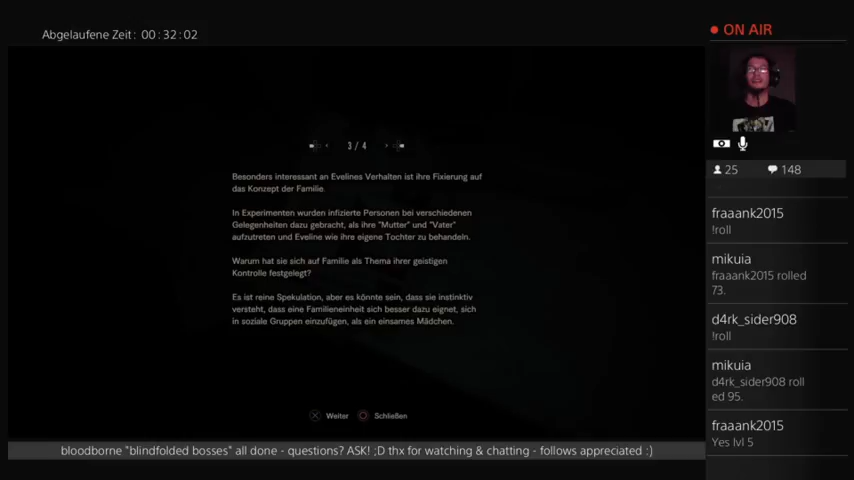 Abgelaufene Zeit: 00:32:02
ON AIR
3 / 4
Besonders interessant an Evelines Verhalten ist ihre Fixierung auf
das Konzept der Familie.
In Experimenten wurden infizierte Personen bei verschiedenen
Gelegenheiten dazu gebracht, als ihre "Mutter" und "Vater"
aufzutreten und Eveline wie ihre eigene Tochter zu behandeln.
Warum hat sie sich auf Familie als Thema ihrer geistigen
Kontrolle festgelegt?
Es ist reine Spekulation, aber es könnte sein, dass sie instinktiv
versteht, dass eine Familieneinheit sich besser dazu eignet, sich
in soziale Gruppen einzufügen, als ein einsames Mädchen.
Weiter
Schließen
bloodborne "blindfolded bosses" all done - questions? ASK! ;D thx for watching & chatting - follows appreciated :)
25
148
fraaank2015
!roll
mikuia
fraaank2015 rolled
73.
d4rk_sider908
!roll
mikuia
d4rk_sider908 roll
ed 95.
fraaank2015
Yes lvl 5